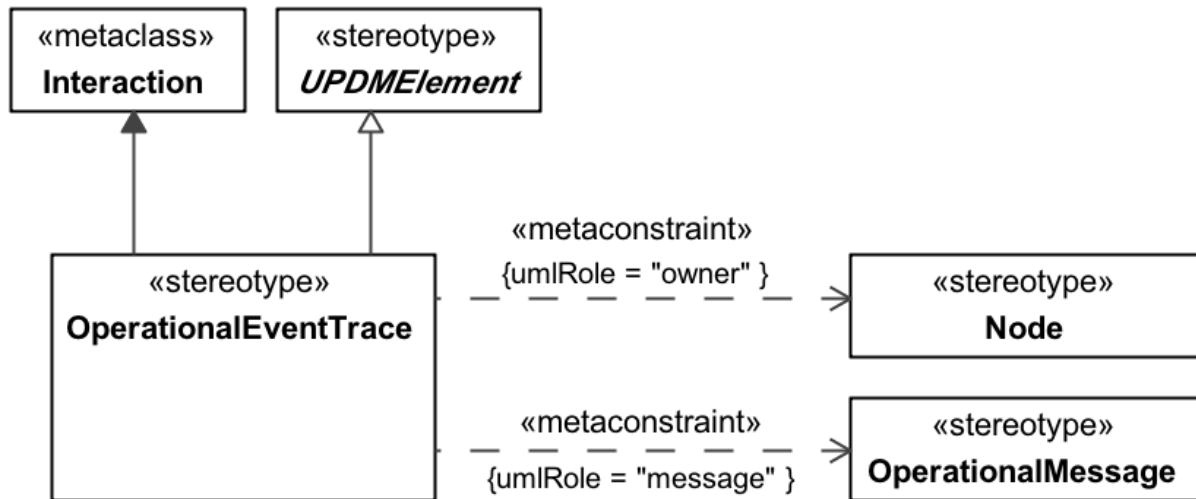 «metaclass»
Interaction
«stereotype»
UPDMElement
«stereotype»
OperationalEventTrace
«metaconstraint»
{umlRole = "owner" }
«stereotype»
Node
«metaconstraint»
{umlRole = "message" }
«stereotype»
OperationalMessage